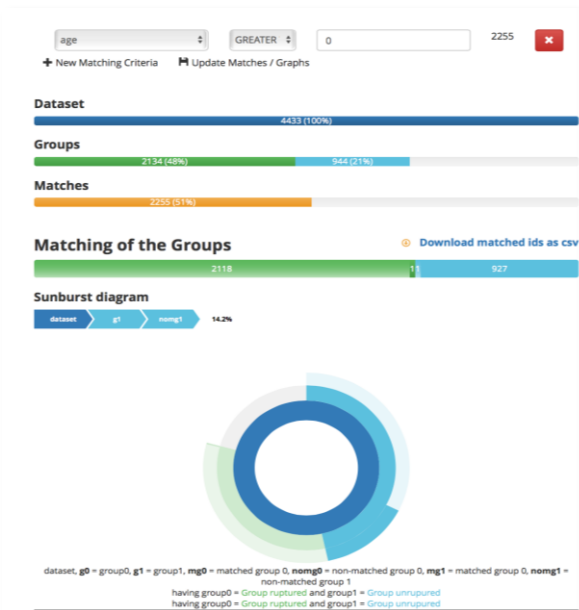 age GREATER 0 2255
New Matching Criteria Update Matches / Graphs
Dataset
4433 (100%)
Groups
2134 (48%) 944 (21%)
Matches
2255 (51%)
Matching of the Groups Download matched ids as csv
2118 1 1 927
Sunburst diagram
dataset g1 nomg1 14.2%
dataset, g0 = group0, g1 = group1, mg0 = matched group 0, nomg0 = non-matched group 0, mg1 = matched group 0, nomg1 =
non-matched group 1
having group0 = Group ruptured and group1 = Group unrupured
having group0 = Group ruptured and group1 = Group unrupured